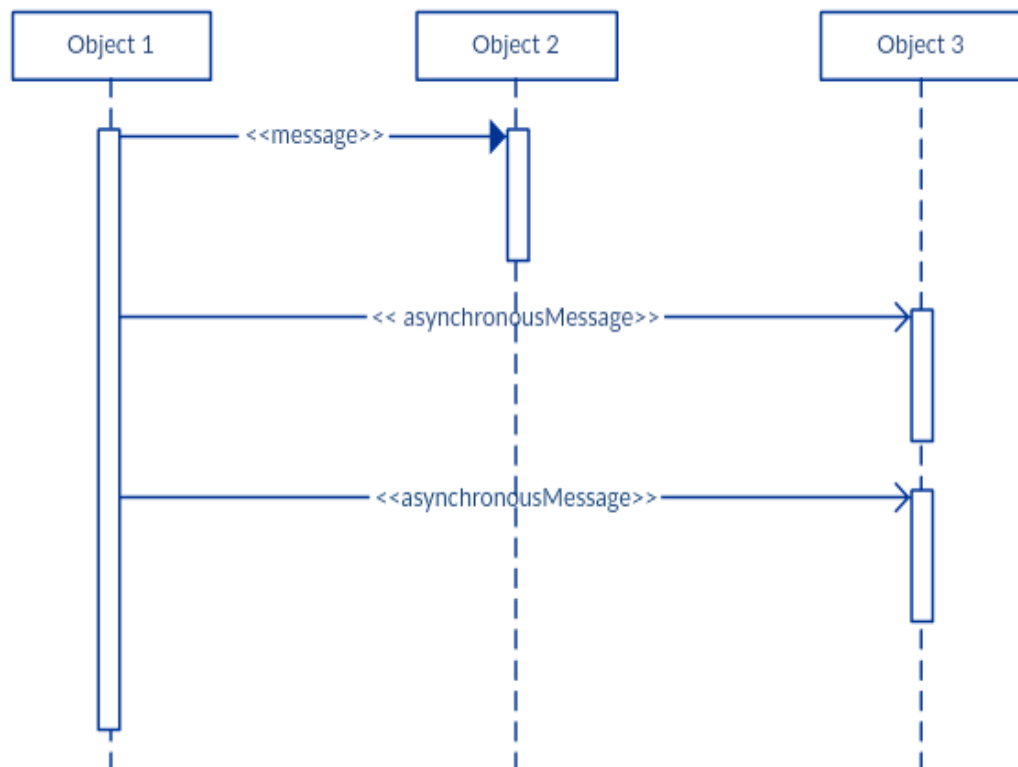 Object 1
Object 2
Object 3
<<message>>
<< asynchronousMessage>>
<<asynchronousMessage>>